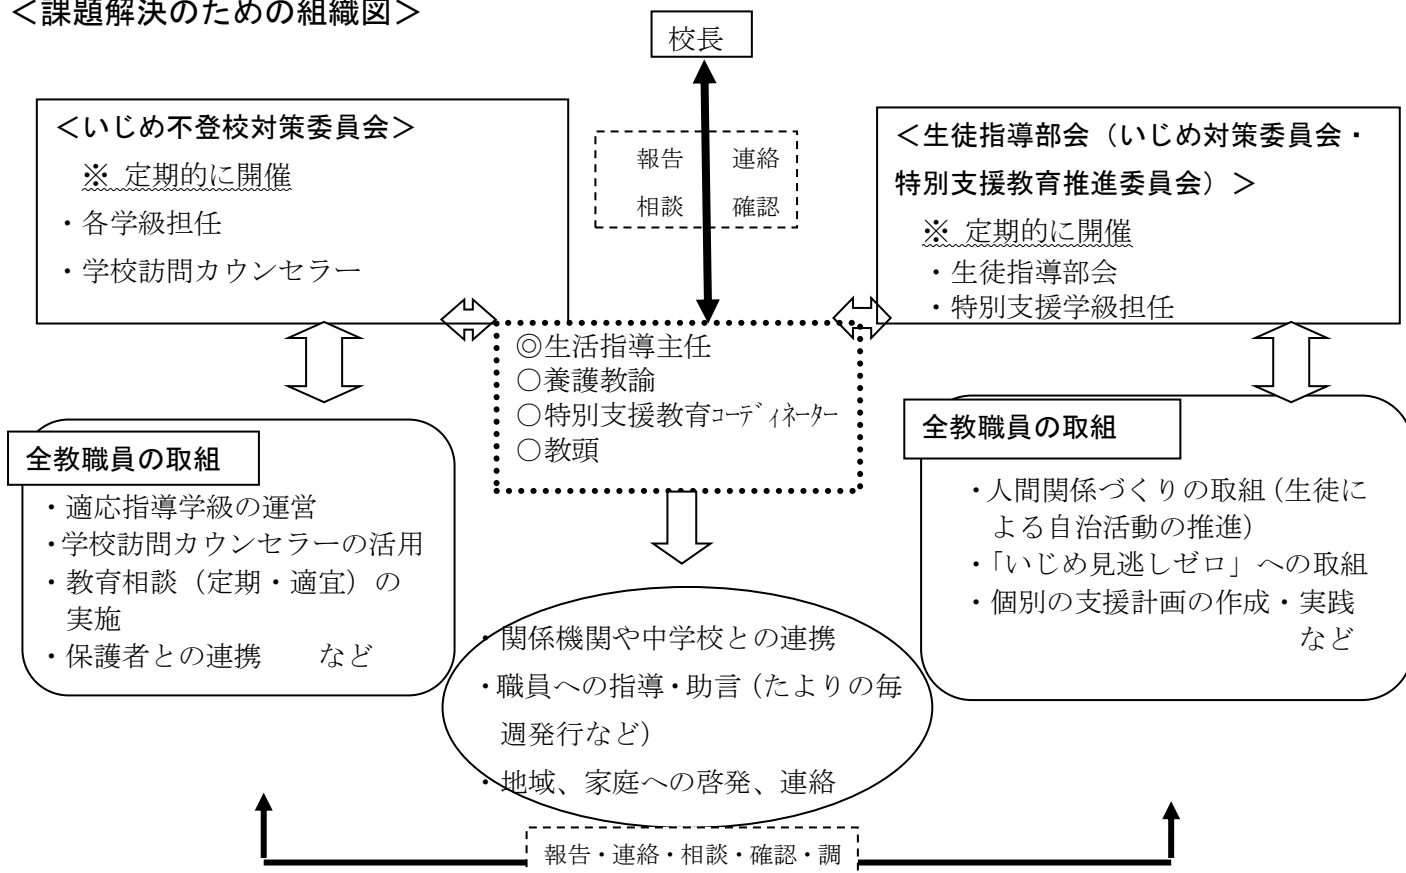 ＜課題解決のための組織図＞
校長
報告　連絡
相談　確認
＜いじめ不登校対策委員会＞
※ 定期的に開催
・各学級担任
・学校訪問カウンセラー
＜生徒指導部会（いじめ対策委員会・
特別支援教育推進委員会）＞
※ 定期的に開催
・生徒指導部会
・特別支援学級担任
◎生活指導主任
○養護教諭
○特別支援教育ｺｰﾃﾞｨﾈｰﾀｰ
○教頭
全教職員の取組
・適応指導学級の運営
・学校訪問カウンセラーの活用
・教育相談（定期・適宜）の
実施
・保護者との連携　　など
全教職員の取組
・人間関係づくりの取組（生徒に
よる自治活動の推進）
・「いじめ見逃しゼロ」への取組
・個別の支援計画の作成・実践
など
・関係機関や中学校との連携
・職員への指導・助言（たよりの毎
週発行など）
・地域、家庭への啓発、連絡
報告・連絡・相談・確認・調